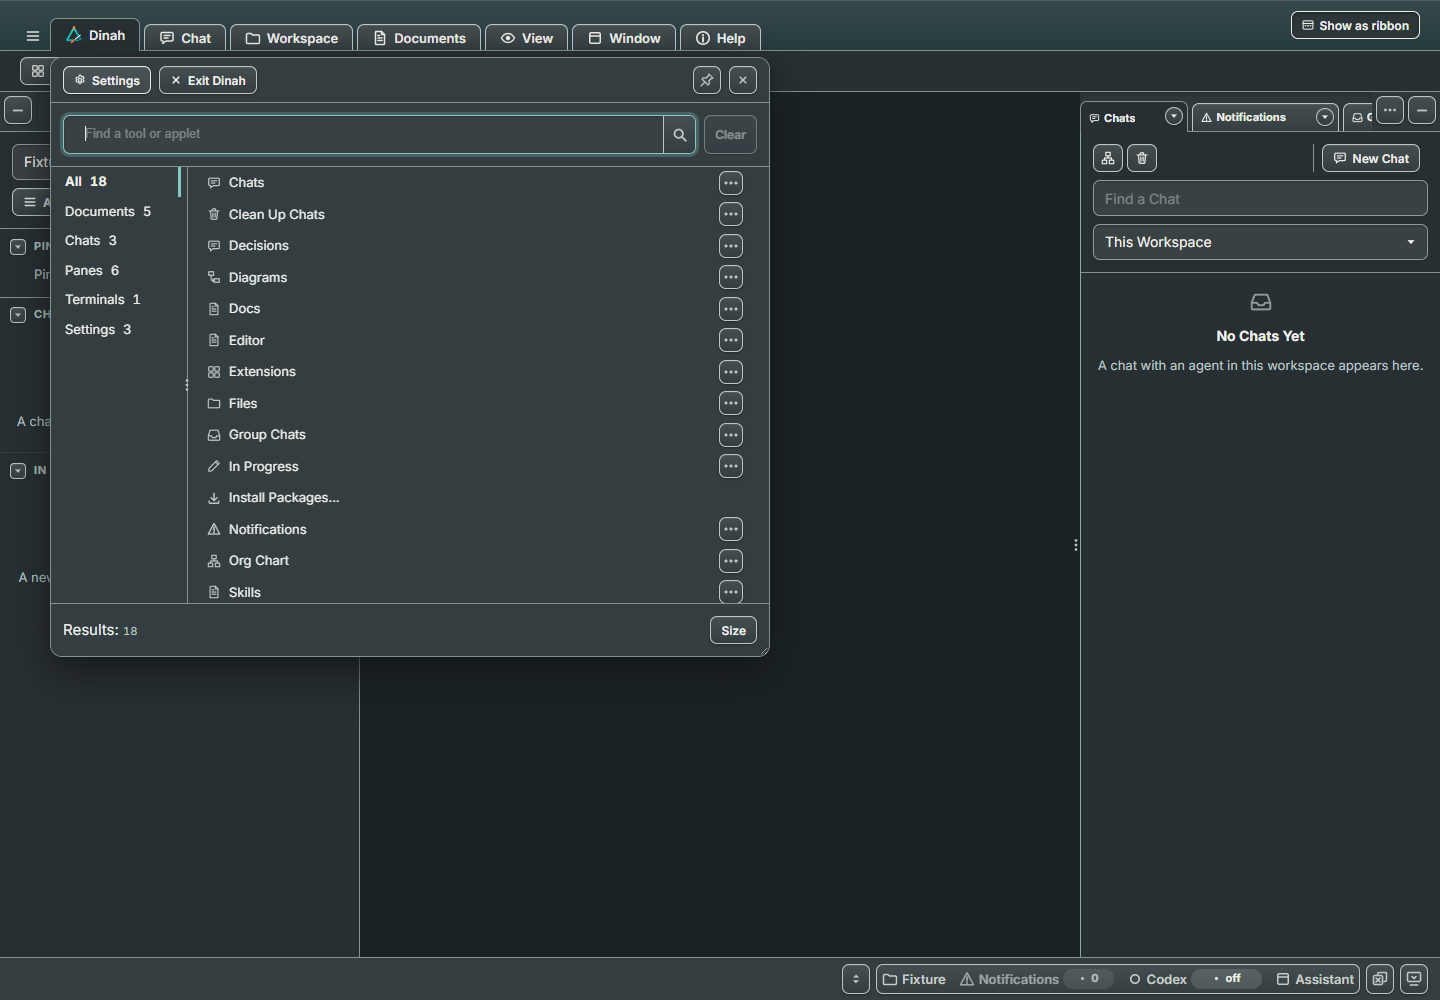 Dinah
Chat
Workspace
Documents
View
Window
Help
Show as ribbon
Settings
Exit Dinah
Find a tool or applet
Clear
All 18
Documents 5
Chats 3
Panes 6
Terminals 1
Settings 3
Chats
Clean Up Chats
Decisions
Diagrams
Docs
Editor
Extensions
Files
Group Chats
In Progress
Install Packages...
Notifications
Org Chart
Skills
Results: 18
Size
Chats
Notifications
New Chat
Find a Chat
This Workspace
No Chats Yet
A chat with an agent in this workspace appears here.
Fixture
Notifications · 0
Codex · off
Assistant